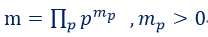 m = ∏ₚ p^{mₚ} , mₚ > 0